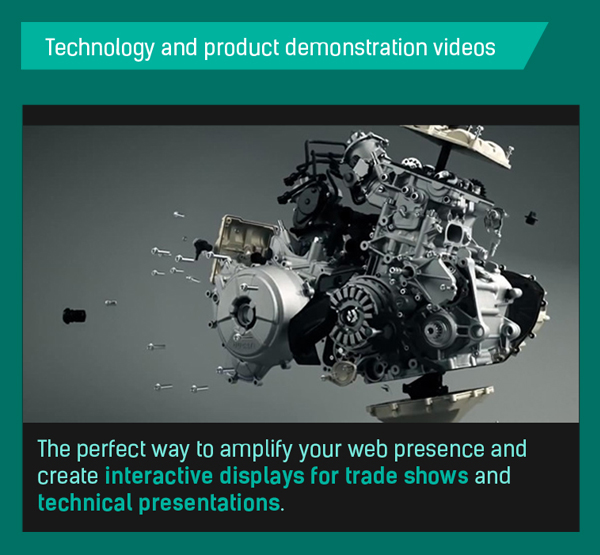 Technology and product demonstration videos
The perfect way to amplify your web presence and
create interactive displays for trade shows and
technical presentations.